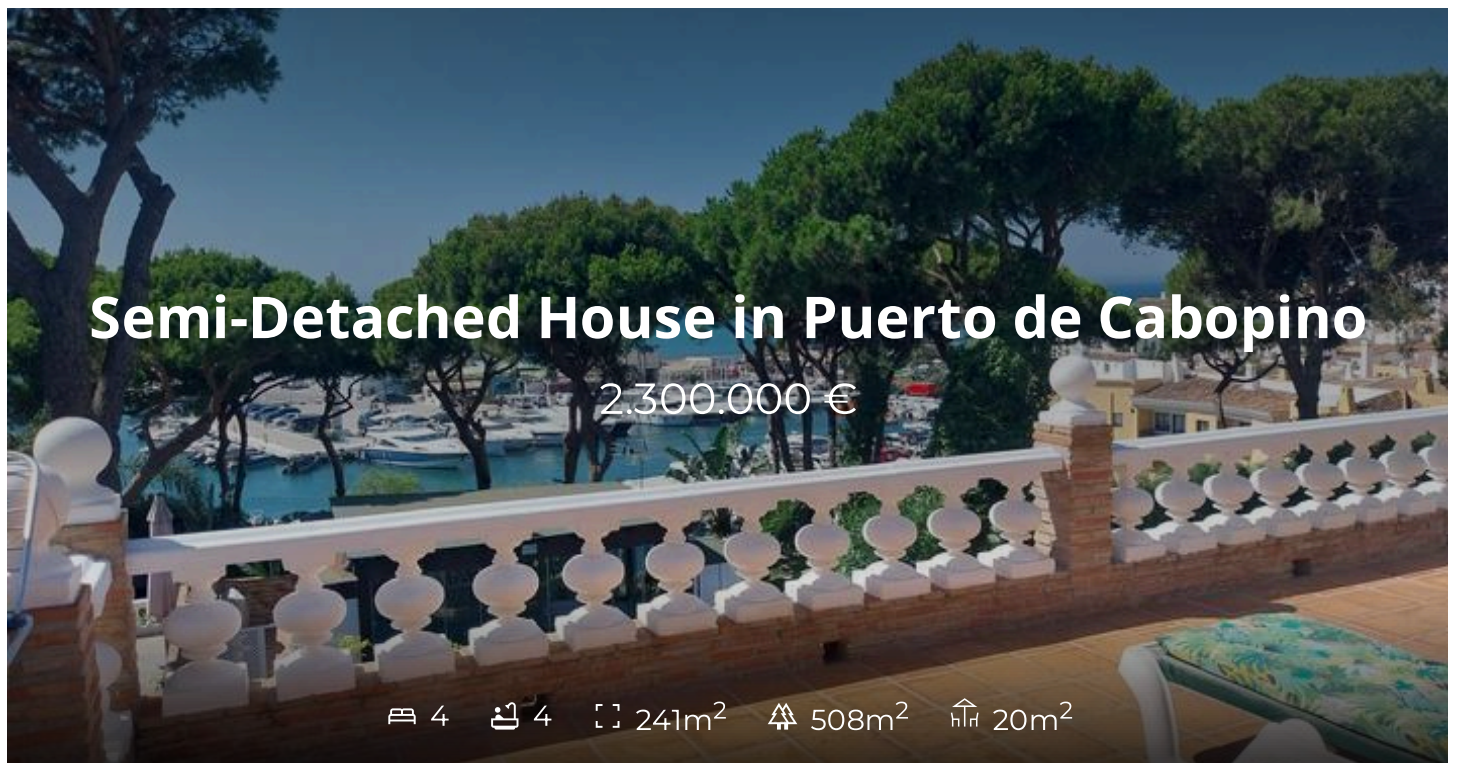 Semi-Detached House in Puerto de Cabopino
2.300.000 €
4 4 241m² 508m² 20m²